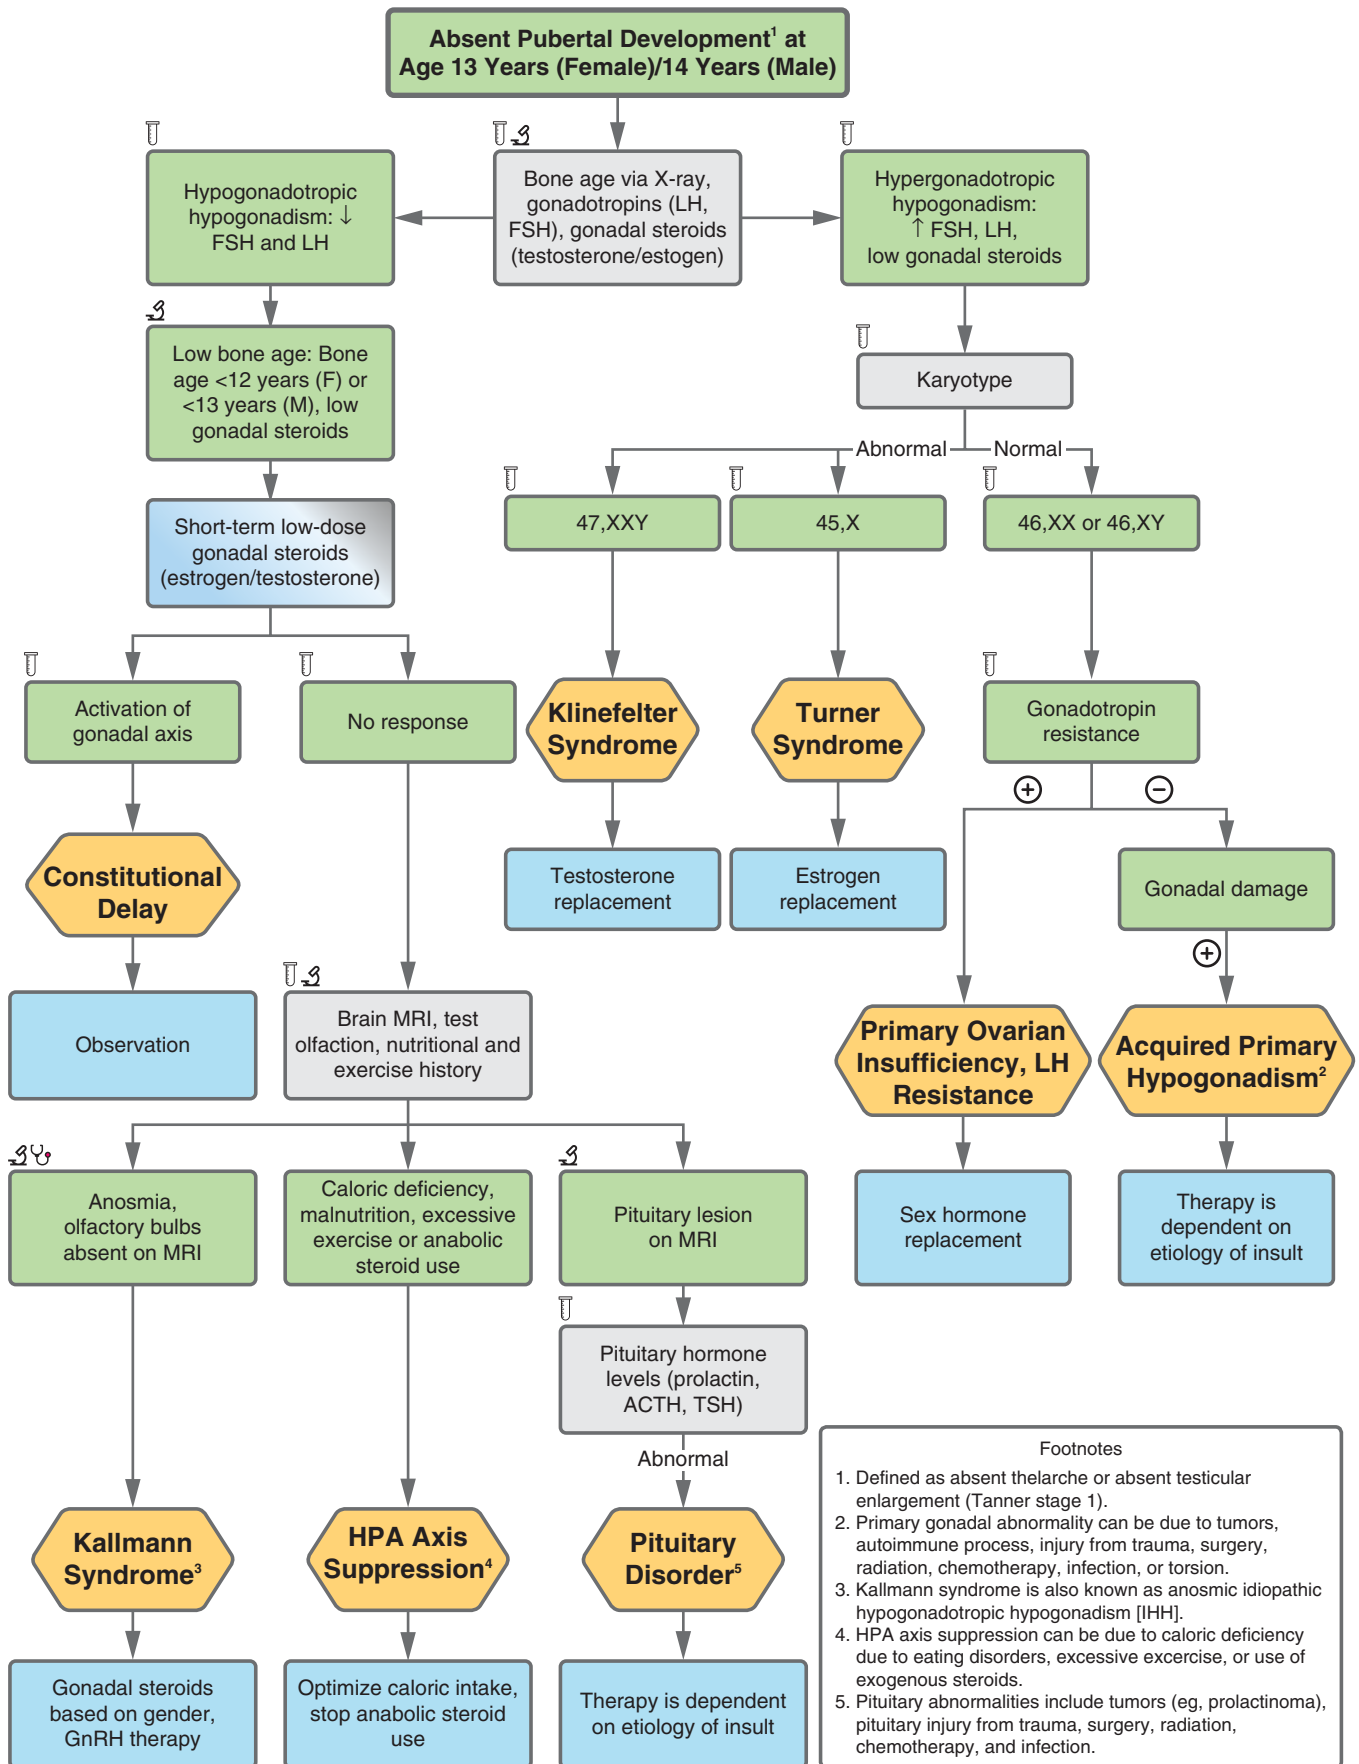 Absent Pubertal Development¹ at
Age 13 Years (Female)/14 Years (Male)
Hypogonadotropic
hypogonadism: ↓
FSH and LH
Bone age via X-ray,
gonadotropins (LH,
FSH), gonadal steroids
(testosterone/estrogen)
Hypergonadotropic
hypogonadism:
↑ FSH, LH,
low gonadal steroids
Low bone age: Bone
age <12 years (F) or
<13 years (M), low
gonadal steroids
Karyotype
Abnormal
Normal
Short-term low-dose
gonadal steroids
(estrogen/testosterone)
47,XXY
45,X
46,XX or 46,XY
Activation of
gonadal axis
No response
Klinefelter
Syndrome
Turner
Syndrome
Gonadotropin
resistance
+
−
Constitutional
Delay
Testosterone
replacement
Estrogen
replacement
Gonadal damage
+
Observation
Brain MRI, test
olfaction, nutritional and
exercise history
Primary Ovarian
Insufficiency, LH
Resistance
Acquired Primary
Hypogonadism²
Anosmia,
olfactory bulbs
absent on MRI
Caloric deficiency,
malnutrition, excessive
exercise or anabolic
steroid use
Pituitary lesion
on MRI
Sex hormone
replacement
Therapy is
dependent on
etiology of insult
Pituitary hormone
levels (prolactin,
ACTH, TSH)
Abnormal
Kallmann
Syndrome³
HPA Axis
Suppression⁴
Pituitary
Disorder⁵
Gonadal steroids
based on gender,
GnRH therapy
Optimize caloric intake,
stop anabolic steroid
use
Therapy is dependent
on etiology of insult
Footnotes
1. Defined as absent thelarche or absent testicular
enlargement (Tanner stage 1).
2. Primary gonadal abnormality can be due to tumors,
autoimmune process, injury from trauma, surgery,
radiation, chemotherapy, infection, or torsion.
3. Kallmann syndrome is also known as anosmic idiopathic
hypogonadotropic hypogonadism [IHH].
4. HPA axis suppression can be due to caloric deficiency
due to eating disorders, excessive excercise, or use of
exogenous steroids.
5. Pituitary abnormalities include tumors (eg, prolactinoma),
pituitary injury from trauma, surgery, radiation,
chemotherapy, and infection.